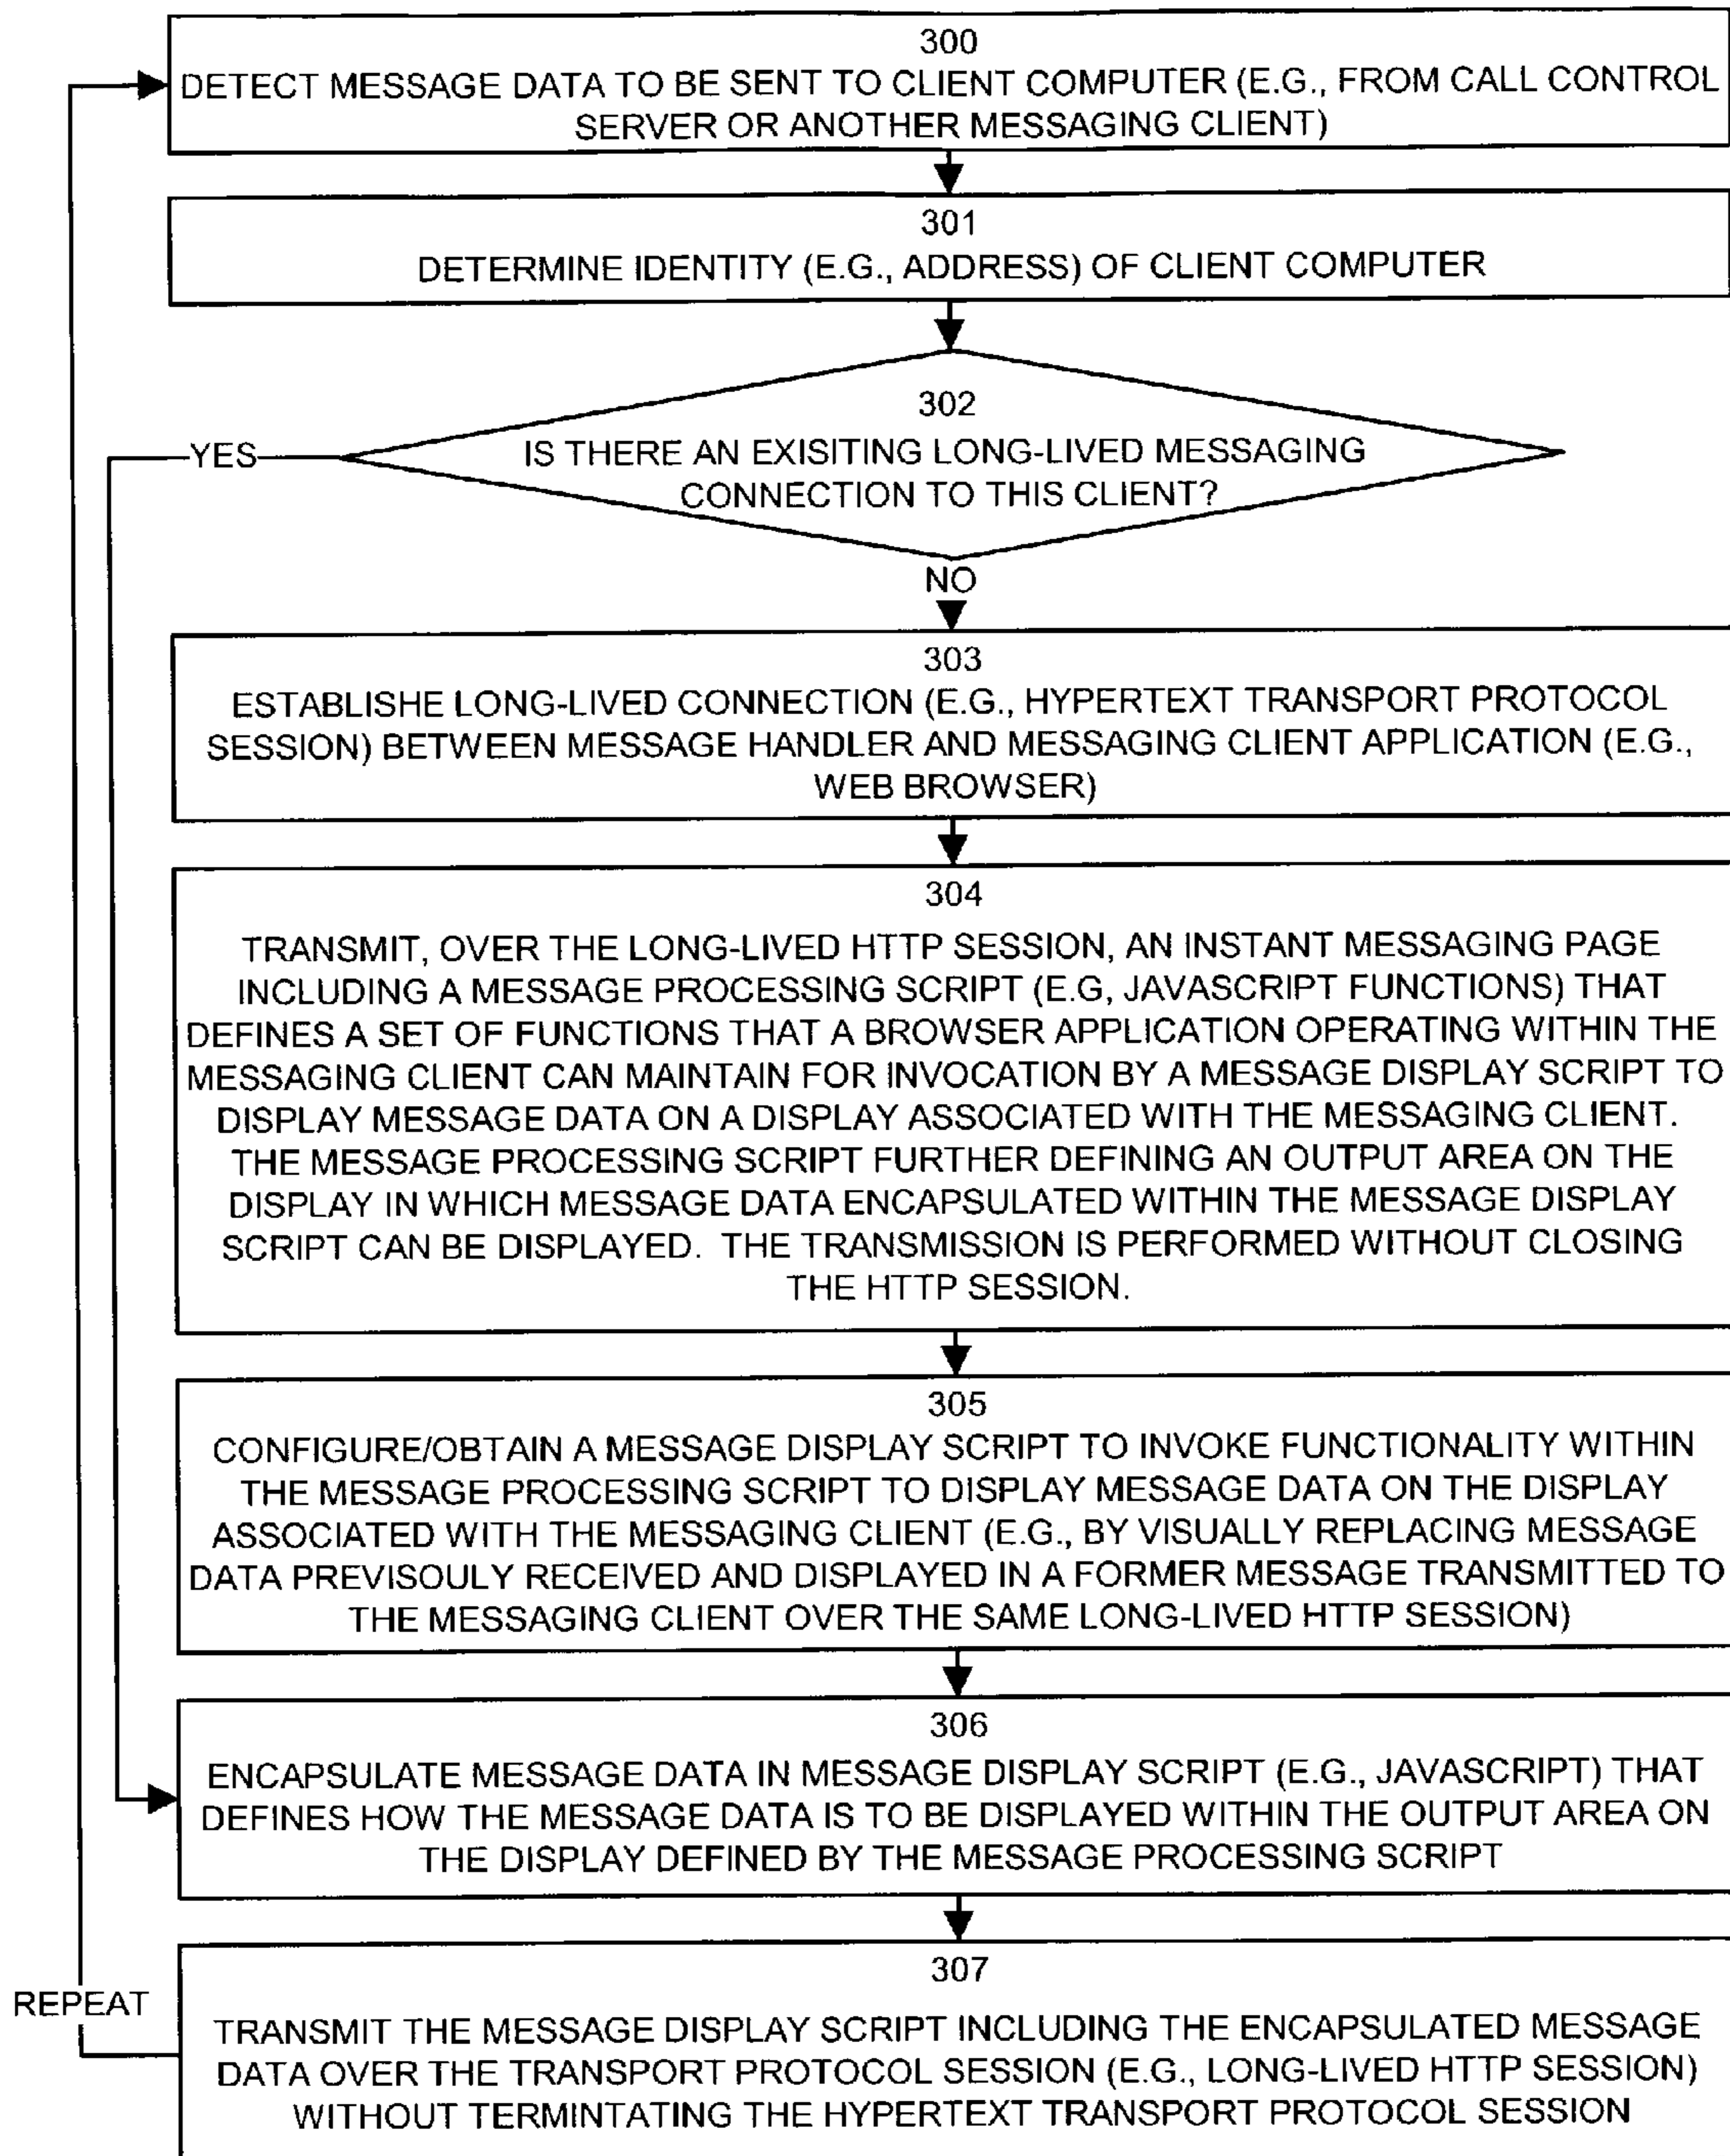 300
DETECT MESSAGE DATA TO BE SENT TO CLIENT COMPUTER (E.G., FROM CALL CONTROL
SERVER OR ANOTHER MESSAGING CLIENT)
301
DETERMINE IDENTITY (E.G., ADDRESS) OF CLIENT COMPUTER
302
IS THERE AN EXISITING LONG-LIVED MESSAGING
CONNECTION TO THIS CLIENT?
YES
NO
303
ESTABLISHE LONG-LIVED CONNECTION (E.G., HYPERTEXT TRANSPORT PROTOCOL
SESSION) BETWEEN MESSAGE HANDLER AND MESSAGING CLIENT APPLICATION (E.G.,
WEB BROWSER)
304
TRANSMIT, OVER THE LONG-LIVED HTTP SESSION, AN INSTANT MESSAGING PAGE
INCLUDING A MESSAGE PROCESSING SCRIPT (E.G, JAVASCRIPT FUNCTIONS) THAT
DEFINES A SET OF FUNCTIONS THAT A BROWSER APPLICATION OPERATING WITHIN THE
MESSAGING CLIENT CAN MAINTAIN FOR INVOCATION BY A MESSAGE DISPLAY SCRIPT TO
DISPLAY MESSAGE DATA ON A DISPLAY ASSOCIATED WITH THE MESSAGING CLIENT.
THE MESSAGE PROCESSING SCRIPT FURTHER DEFINING AN OUTPUT AREA ON THE
DISPLAY IN WHICH MESSAGE DATA ENCAPSULATED WITHIN THE MESSAGE DISPLAY
SCRIPT CAN BE DISPLAYED. THE TRANSMISSION IS PERFORMED WITHOUT CLOSING
THE HTTP SESSION.
305
CONFIGURE/OBTAIN A MESSAGE DISPLAY SCRIPT TO INVOKE FUNCTIONALITY WITHIN
THE MESSAGE PROCESSING SCRIPT TO DISPLAY MESSAGE DATA ON THE DISPLAY
ASSOCIATED WITH THE MESSAGING CLIENT (E.G., BY VISUALLY REPLACING MESSAGE
DATA PREVISOULY RECEIVED AND DISPLAYED IN A FORMER MESSAGE TRANSMITTED TO
THE MESSAGING CLIENT OVER THE SAME LONG-LIVED HTTP SESSION)
306
ENCAPSULATE MESSAGE DATA IN MESSAGE DISPLAY SCRIPT (E.G., JAVASCRIPT) THAT
DEFINES HOW THE MESSAGE DATA IS TO BE DISPLAYED WITHIN THE OUTPUT AREA ON
THE DISPLAY DEFINED BY THE MESSAGE PROCESSING SCRIPT
307
REPEAT
TRANSMIT THE MESSAGE DISPLAY SCRIPT INCLUDING THE ENCAPSULATED MESSAGE
DATA OVER THE TRANSPORT PROTOCOL SESSION (E.G., LONG-LIVED HTTP SESSION)
WITHOUT TERMINTATING THE HYPERTEXT TRANSPORT PROTOCOL SESSION